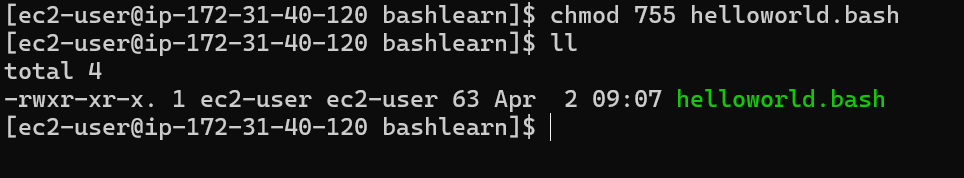 [ec2-user@ip-172-31-40-120 bashlearn]$ chmod 755 helloworld.bash
[ec2-user@ip-172-31-40-120 bashlearn]$ ll
total 4
-rwxr-xr-x. 1 ec2-user ec2-user 63 Apr  2 09:07 helloworld.bash
[ec2-user@ip-172-31-40-120 bashlearn]$